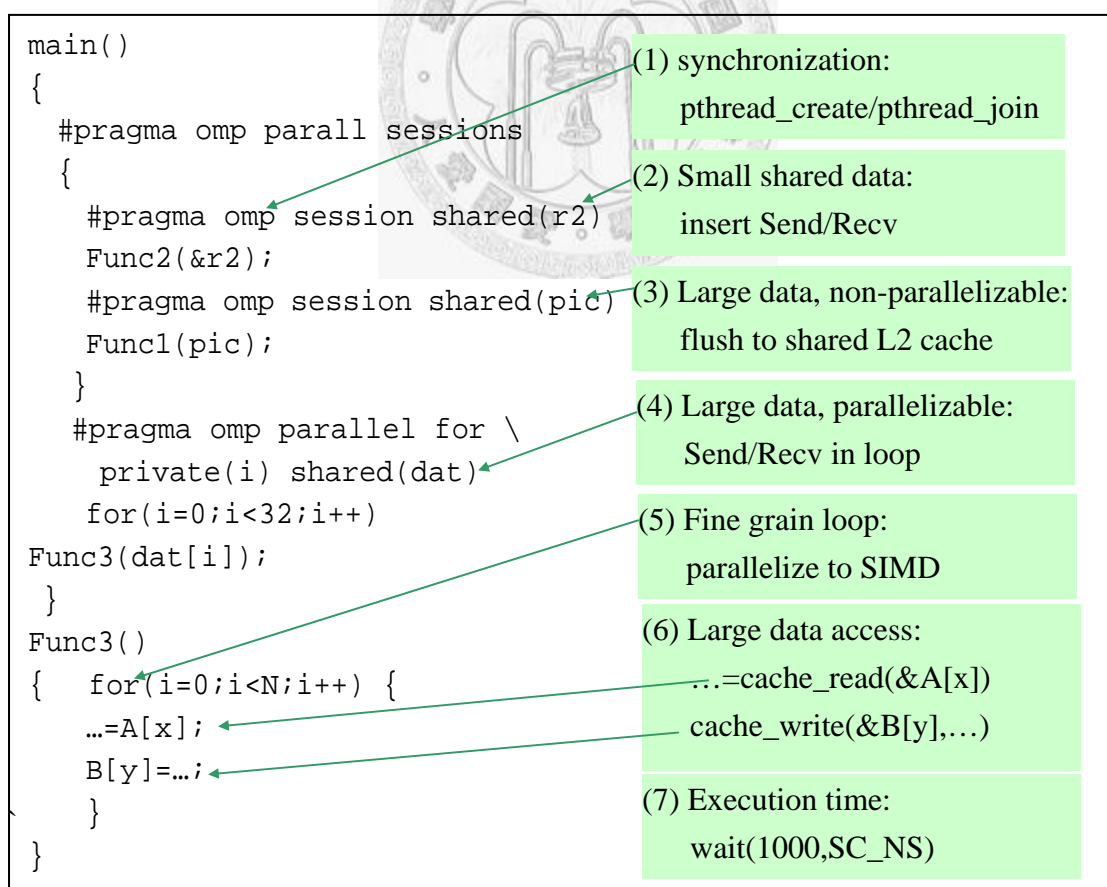 main()
{
#pragma omp parall sessions
{
#pragma omp session shared(r2)
Func2(&r2);
#pragma omp session shared(pic)
Func1(pic);
}
#pragma omp parallel for \
private(i) shared(dat)
for(i=0;i<32;i++)
Func3(dat[i]);
}
Func3()
{ for(i=0;i<N;i++) {
…=A[x];
B[y]=…;
` }
}
(1) synchronization:
pthread_create/pthread_join
(2) Small shared data:
insert Send/Recv
(3) Large data, non-parallelizable:
flush to shared L2 cache
(4) Large data, parallelizable:
Send/Recv in loop
(5) Fine grain loop:
parallelize to SIMD
(6) Large data access:
…=cache_read(&A[x])
cache_write(&B[y],…)
(7) Execution time:
wait(1000,SC_NS)